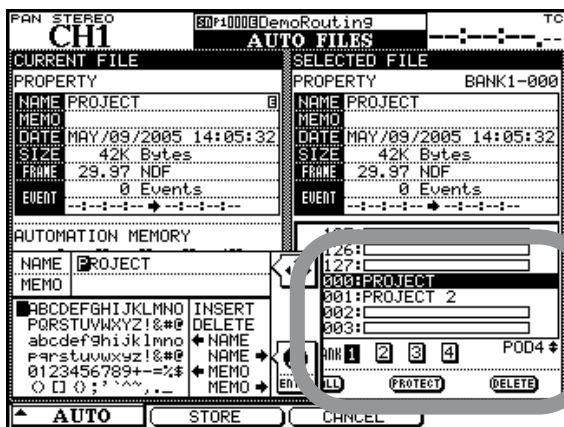 PAN STEREO
CH1
DemoRouting
AUTO FILES
TC
--:--:--.--
CURRENT FILE
SELECTED FILE
PROPERTY
PROPERTY BANK1-000
NAME PROJECT
NAME PROJECT
MEMO
MEMO
DATE MAY/09/2005 14:05:32
DATE MAY/09/2005 14:05:32
SIZE 42K Bytes
SIZE 42K Bytes
FRAME 29.97 NDF
FRAME 29.97 NDF
EVENT 0 Events
--:--:-- ➔ --:--:--
EVENT 0 Events
--:--:-- ➔ --:--:--
AUTOMATION MEMORY
NAME PROJECT
MEMO
ABCDEFGHIJKLMNO INSERT
PQRSTUVWXYZ!&#@ DELETE
abcdefghijklmno ← NAME
pqrstuvwxyz!&#@ NAME →
0123456789+-=%$ ← MEMO
MEMO →
126:
127:
000:PROJECT
001:PROJECT 2
002:
003:
1 2 3 4 POD4
PROTECT DELETE
AUTO STORE CANCEL